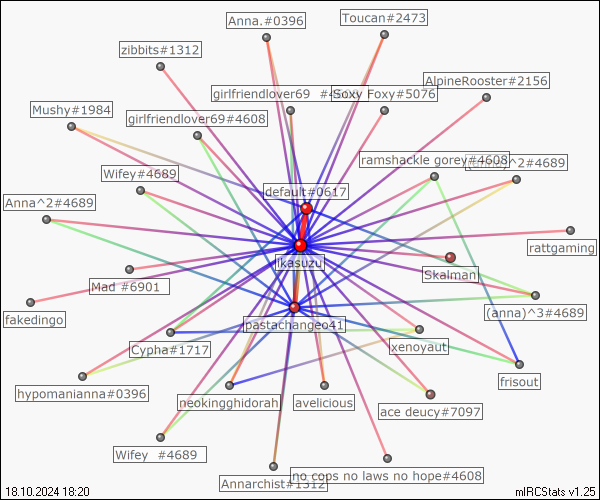 Anna.#0396
Toucan#2473
zibbits#1312
AlpineRooster#2156
girlfriendlover69 #4
Soxy Foxy#5076
Mushy#1984
girlfriendlover69#4608
ramshackle gorey#4608
^2#4689
Wifey#4689
default#0617
Anna^2#4689
rattgaming
ikasuzu
Skalman
Mad #6901
(anna)^3#4689
fakedingo
pastachangeo41
Cypha#1717
xenoyaut
frisout
hypomanianna#0396
neokingghidorah
avelicious
ace deucy#7097
Wifey #4689
no cops no laws no hope#4608
Annarchist#1312
18.10.2024 18:20
mIRCStats v1.25